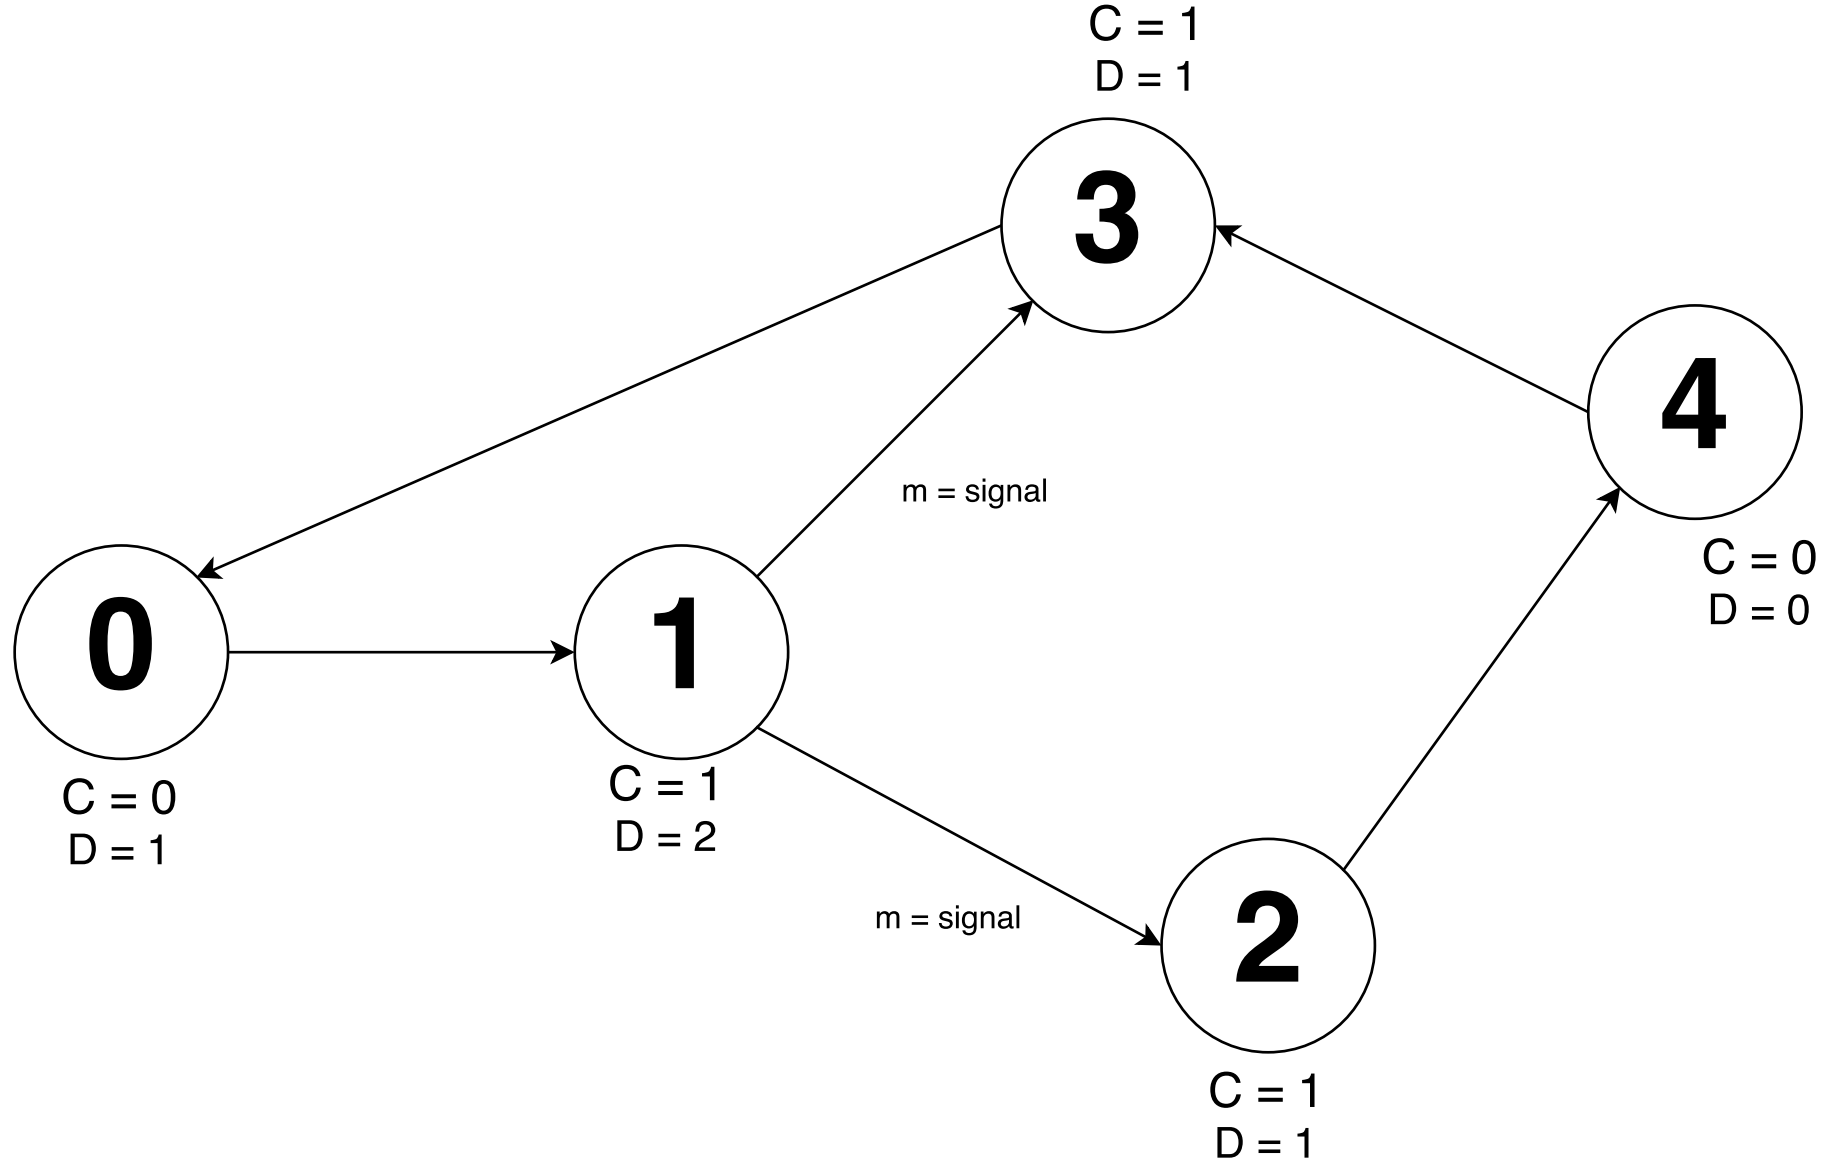 C = 1
D = 1
3
4
C = 0
D = 0
m = signal
0
C = 0
D = 1
1
C = 1
D = 2
m = signal
2
C = 1
D = 1